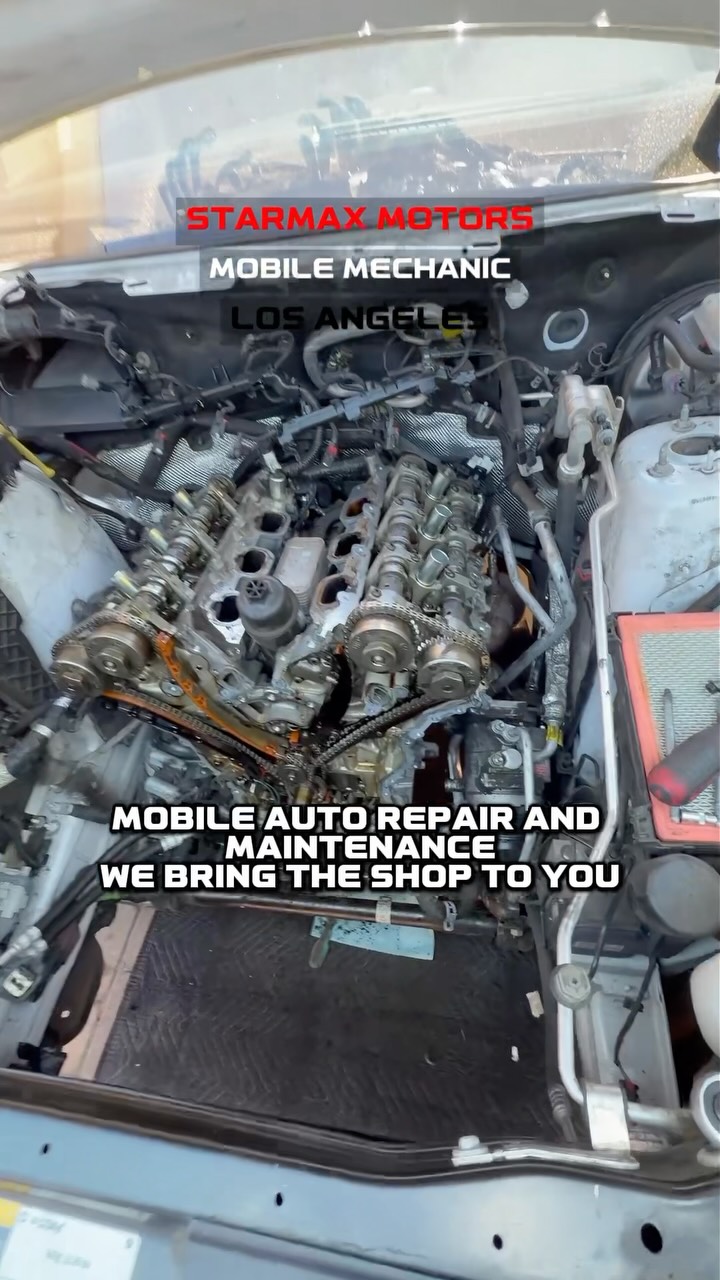 STARMAX MOTORS
MOBILE MECHANIC
LOS ANGELES
MOBILE AUTO REPAIR AND
MAINTENANCE
WE BRING THE SHOP TO YOU